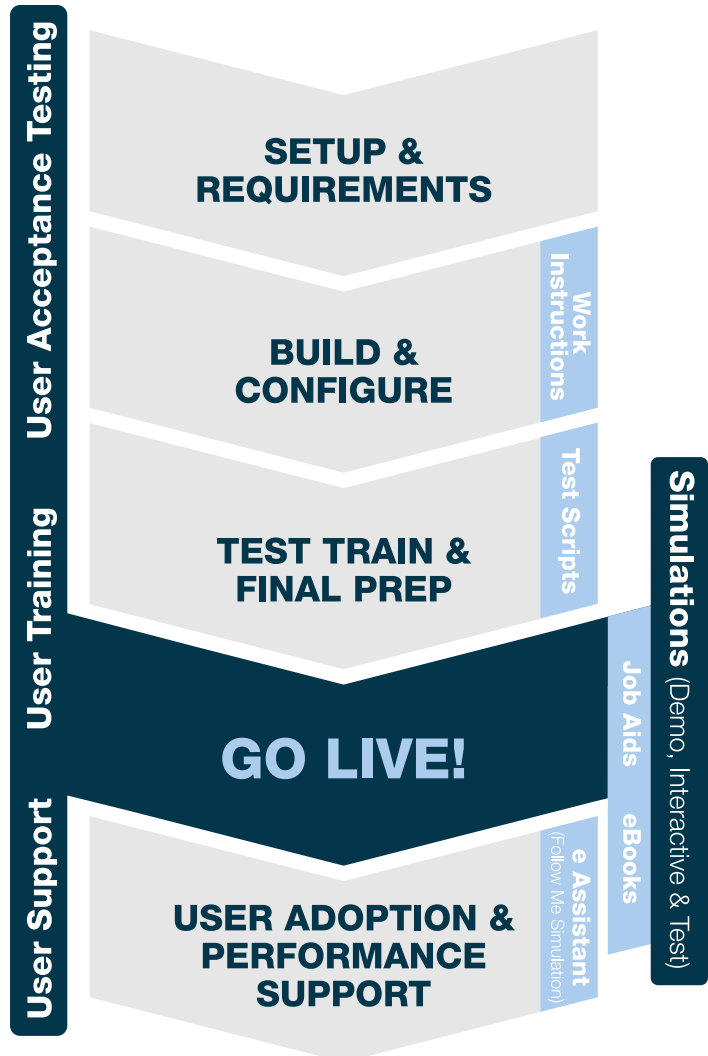 User Acceptance Testing
User Training
User Support
SETUP &
REQUIREMENTS
BUILD &
CONFIGURE
Work
Instructions
TEST TRAIN &
FINAL PREP
Test Scripts
GO LIVE!
Job Aids
eBooks
USER ADOPTION &
PERFORMANCE
SUPPORT
e Assistant
(Follow Me Simulation)
Simulations (Demo, Interactive & Test)